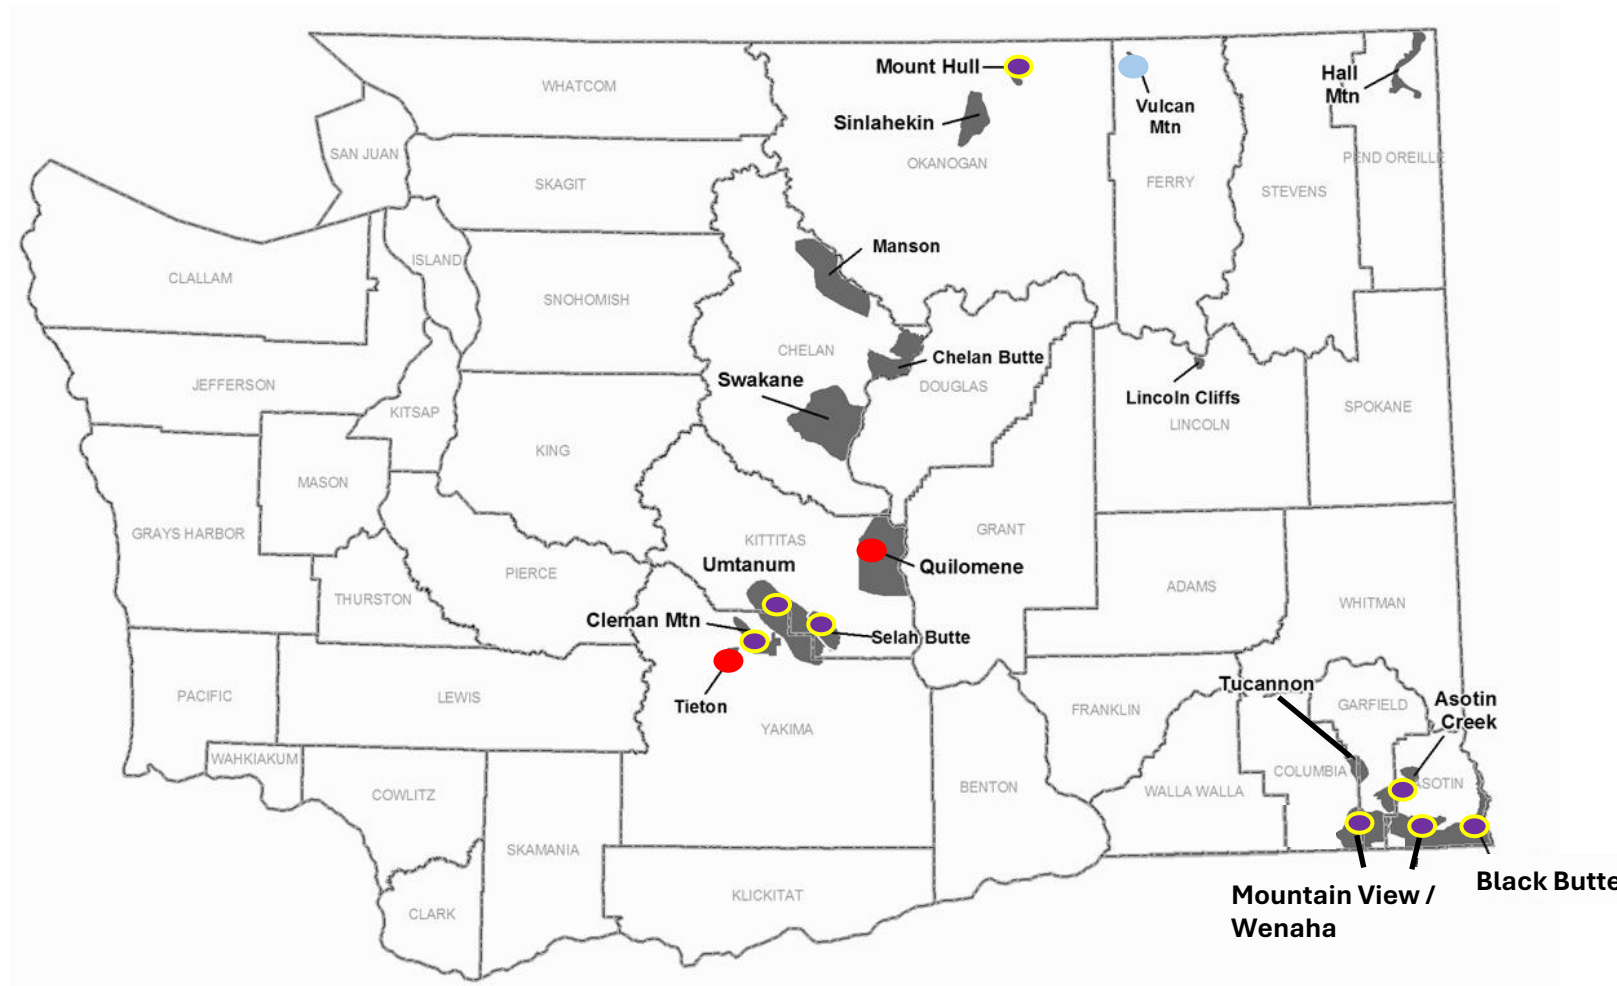 Mount Hull
Hall
Mtn
WHATCOM
Vulcan
Mtn
Sinlahekin
SAN JUAN
OKANOGAN
PEND OREILLE
SKAGIT
FERRY
STEVENS
Manson
ISLAND
CLALLAM
SNOHOMISH
CHELAN
Chelan Butte
Swakane
DOUGLAS
JEFFERSON
Lincoln Cliffs
KITSAP
SPOKANE
LINCOLN
KING
MASON
GRAYS HARBOR
GRANT
KITTITAS
Umtanum
Quilomene
PIERCE
ADAMS
THURSTON
WHITMAN
Cleman Mtn
Selah Butte
Tucannon
PACIFIC
LEWIS
Tieton
FRANKLIN
GARFIELD
Asotin
Creek
YAKIMA
WAHKIAKUM
COLUMBIA
ASOTIN
COWLITZ
BENTON
WALLA WALLA
SKAMANIA
Black Butte
KLICKITAT
Mountain View /
Wenaha
CLARK